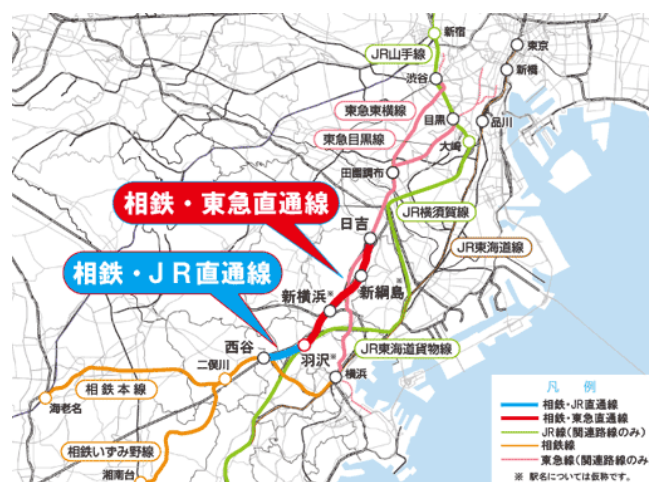 新宿
JR山手線
東京
新橋
渋谷
東急東横線
目黒
品川
東急目黒線
大崎
田園調布
相鉄・東急直通線
JR横須賀線
日吉
JR東海道線
相鉄・JR直通線
新横浜※
新綱島※
西谷
羽沢※
JR東海道貨物線
二俣川
横浜
相鉄本線
海老名
相鉄いずみ野線
湘南台
凡例
相鉄・JR直通線
相鉄・東急直通線
JR線(関連路線のみ)
相鉄線
東急線(関連路線のみ)
※ 駅名については仮称です。